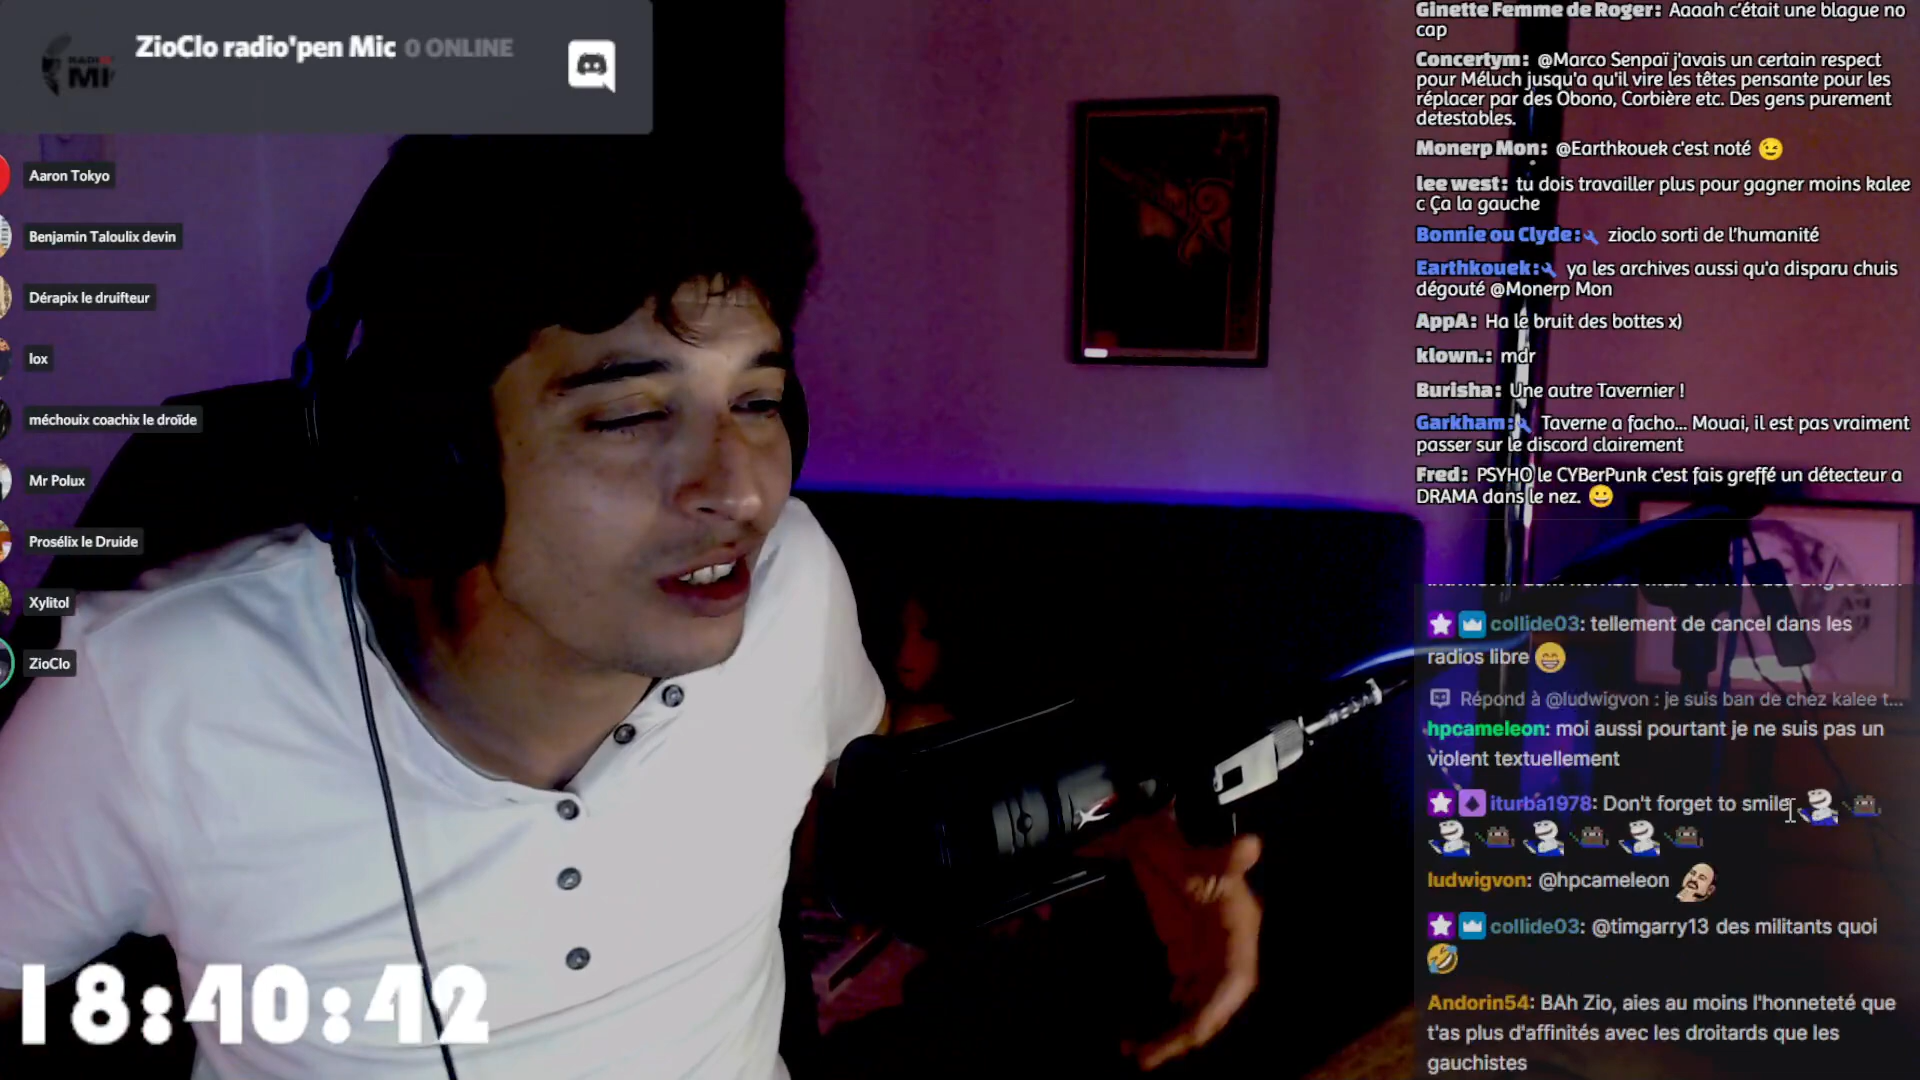 ZioClo radio'pen Mic 0 ONLINE
MI
Aaron Tokyo
Benjamin Taloulix devin
Dérapix le druifteur
lox
méchouix coachix le droïde
Mr Polux
Prosélix le Druide
Xylitol
ZioClo
18:40:42
Ginette Femme de Roger: Aaaah c'était une blague no
cap
Concertym: @Marco Senpaï j'avais un certain respect
pour Méluch jusqu'a qu'il vire les têtes pensante pour les
réplacer par des Obono, Corbière etc. Des gens purement
detestables.
Monerp Mon: @Earthkouek c'est noté 😉
lee west: tu dois travailler plus pour gagner moins kalee
c Ça la gauche
Bonnie ou Clyde: zioclo sorti de l'humanité
Earthkouek: ya les archives aussi qu'a disparu chuis
dégouté @Monerp Mon
AppA: Ha le bruit des bottes x)
klown.: mdr
Burisha: Une autre Tavernier !
Garkham: Taverne a facho... Mouai, il est pas vraiment
passer sur le discord clairement
Fred: PSYHO le CYBerPunk c'est fais greffé un détecteur a
DRAMA dans le nez. 😀
collide03: tellement de cancel dans les
radios libre 😁
Répond à @ludwigvon : je suis ban de chez kalee t...
hpcameleon: moi aussi pourtant je ne suis pas un
violent textuellement
iturba1978: Don't forget to smile
ludwigvon: @hpcameleon
collide03: @timgarry13 des militants quoi
🤣
Andorin54: BAh Zio, aies au moins l'honneteté que
t'as plus d'affinités avec les droitards que les
gauchistes